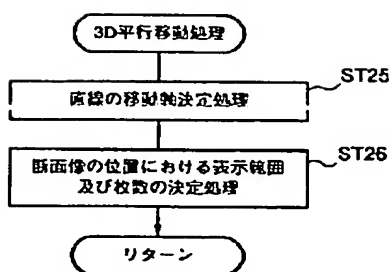 3D平行移動処理
ST25
直線の移動軸決定処理
ST26
断面像の位置における表示範囲
及び枚数の決定処理
リターン